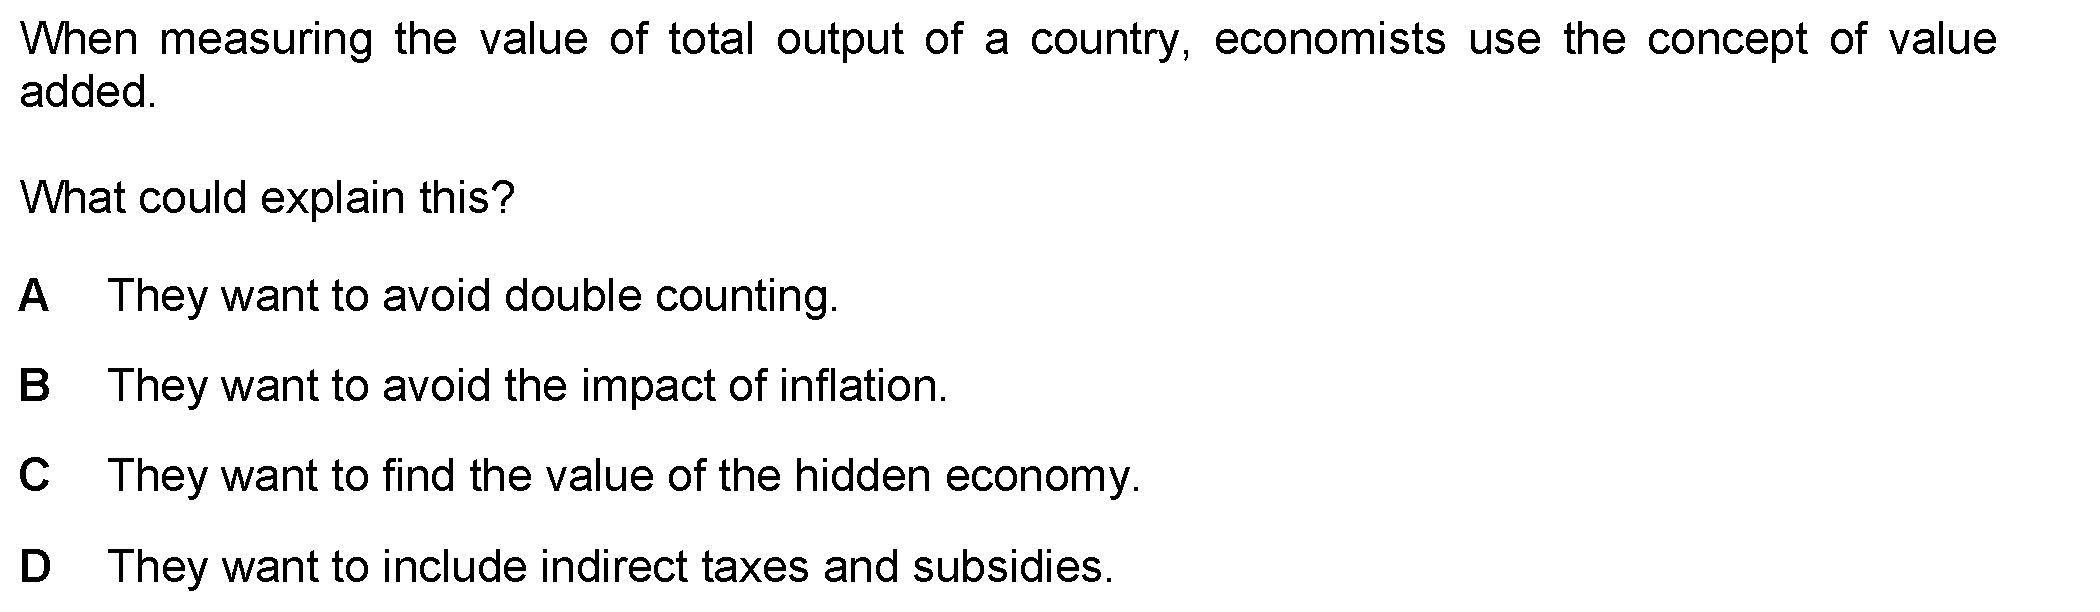 When measuring the value of total output of a country, economists use the concept of value
added.
What could explain this?
A They want to avoid double counting.
B They want to avoid the impact of inflation.
C They want to find the value of the hidden economy.
D They want to include indirect taxes and subsidies.